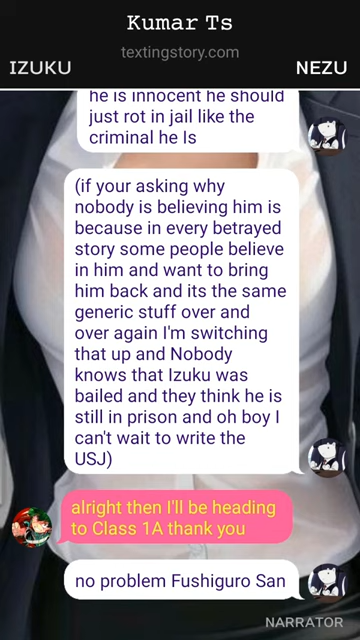 Kumar Ts
textingstory.com
IZUKU
NEZU
he is innocent he should
just rot in jail like the
criminal he Is
(if your asking why
nobody is believing him is
because in every betrayed
story some people believe
in him and want to bring
him back and its the same
generic stuff over and
over again I'm switching
that up and Nobody
knows that Izuku was
bailed and they think he is
still in prison and oh boy I
can't wait to write the
USJ)
alright then I'll be heading
to Class 1A thank you
no problem Fushiguro San
NARRATOR